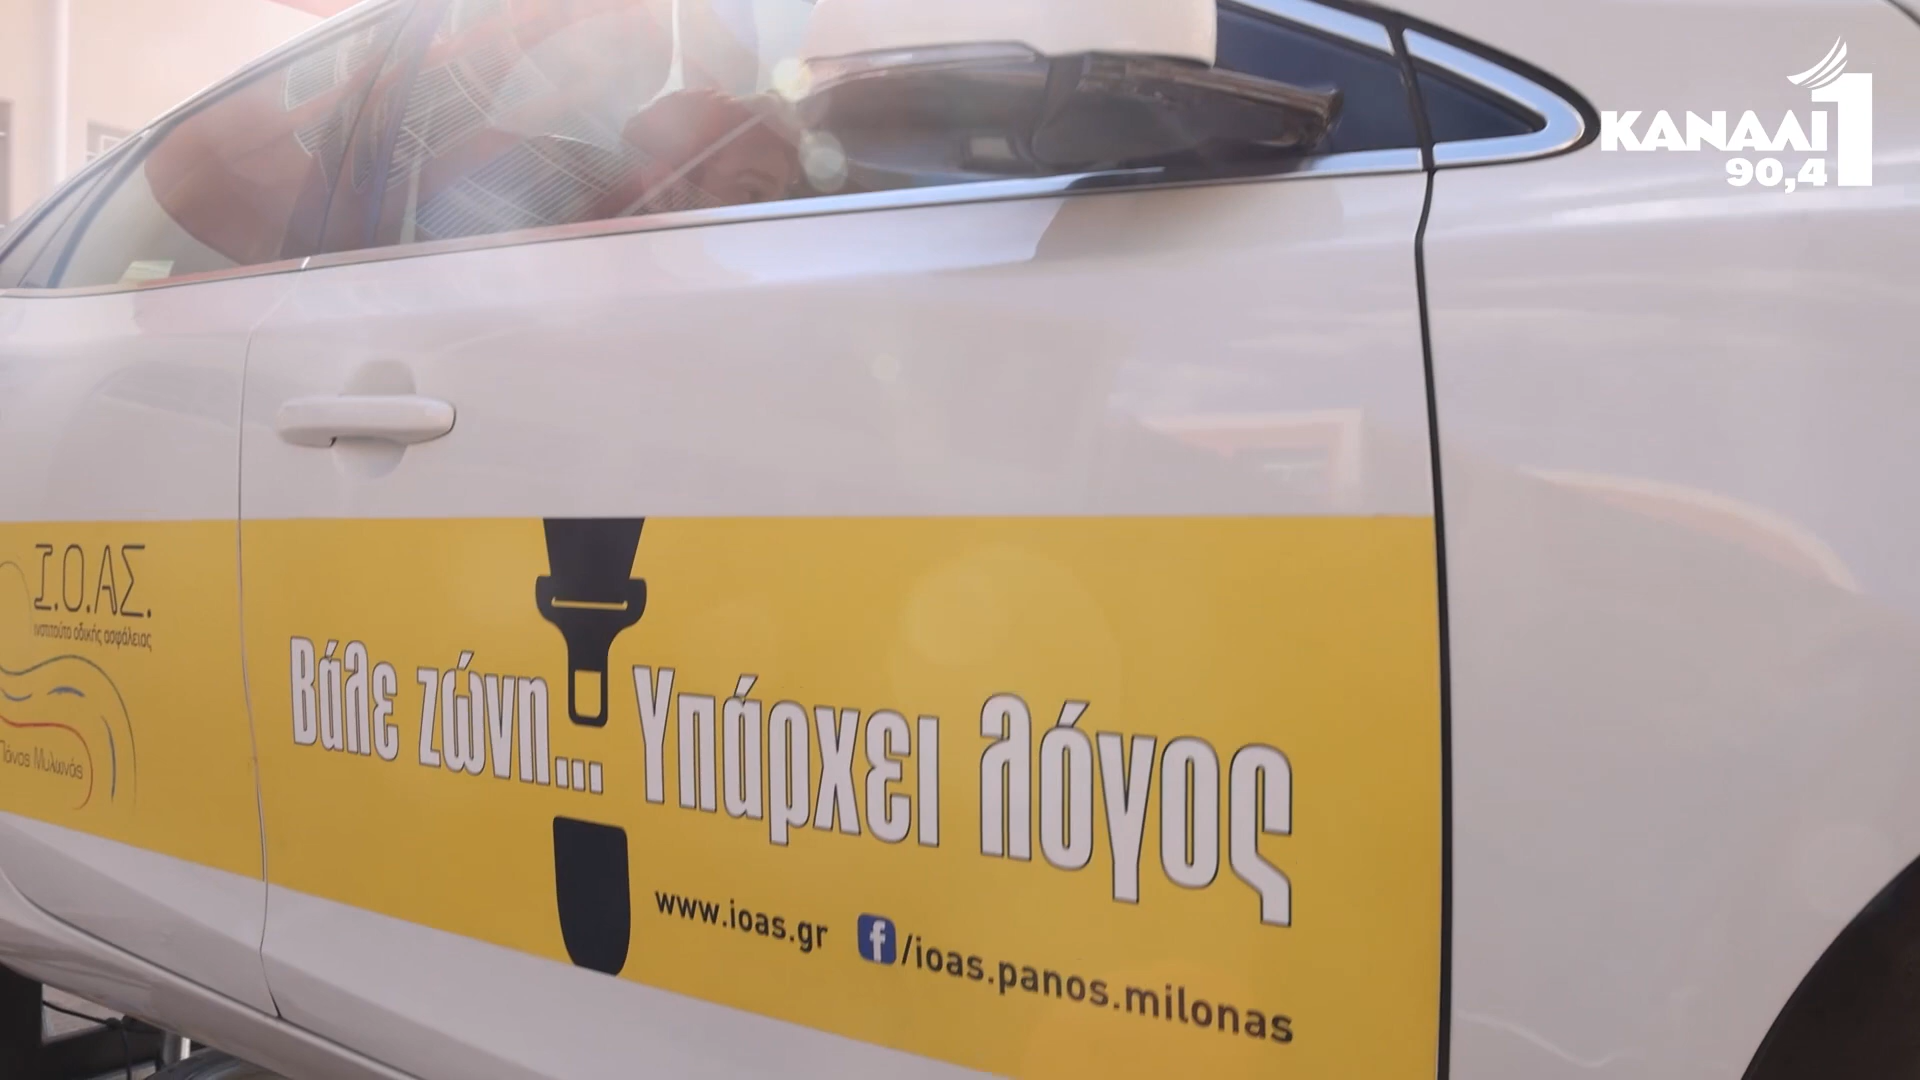 ΚΑΝΑΛΙ 1
90,4
Ι.Ο.ΑΣ.
ινστιτούτο οδικής ασφάλειας
Πάνος Μυλωνάς
Βάλε ζώνη... Υπάρχει λόγος
www.ioas.gr f/ioas.panos.milonas